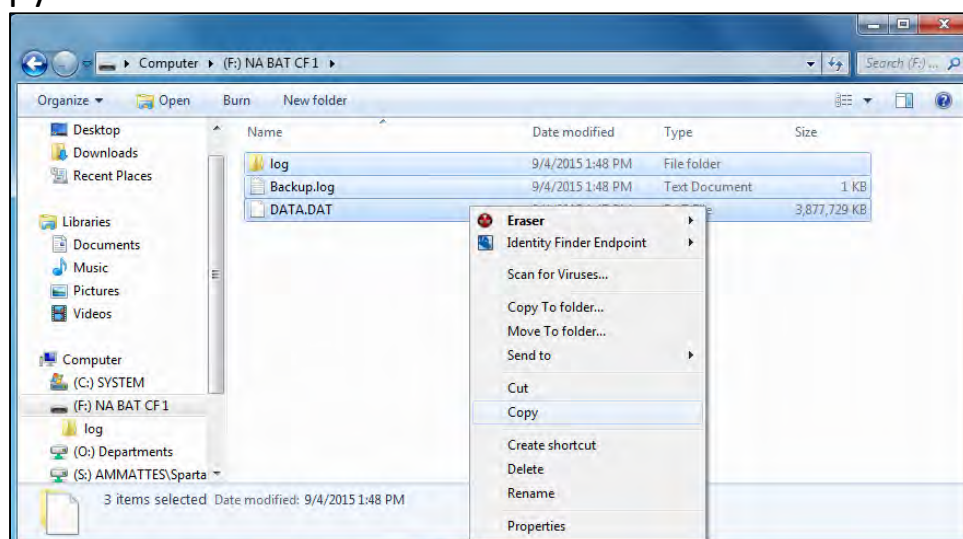 py
Computer ▸ (F:) NA BAT CF 1 ▸
Search (F:) ...
Organize Open Burn New folder
Name Date modified Type Size
log 9/4/2015 1:48 PM File folder
Backup.log 9/4/2015 1:48 PM Text Document 1 KB
DATA.DAT 3,877,729 KB
Desktop
Downloads
Recent Places
Libraries
Documents
Music
Pictures
Videos
Computer
(C:) SYSTEM
(F:) NA BAT CF 1
log
(O:) Departments
(S:) AMMATTES\Sparta
Eraser
Identity Finder Endpoint
Scan for Viruses...
Copy To folder...
Move To folder...
Send to
Cut
Copy
Create shortcut
Delete
Rename
Properties
3 items selected Date modified: 9/4/2015 1:48 PM